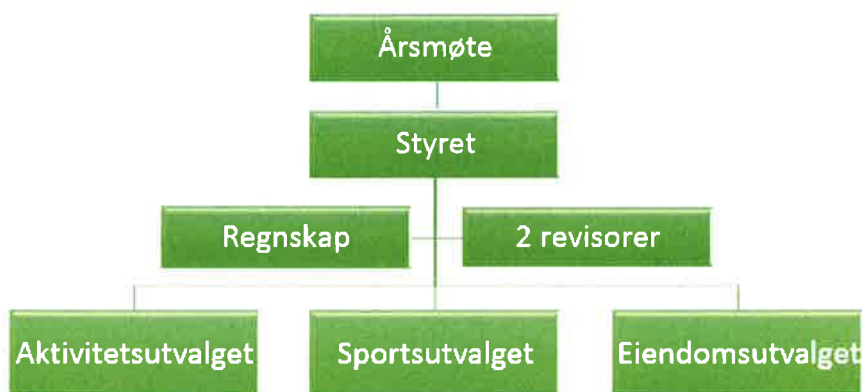 Årsmøte
Styret
Regnskap
2 revisorer
Aktivitetsutvalget
Sportsutvalget
Eiendomsutvalget